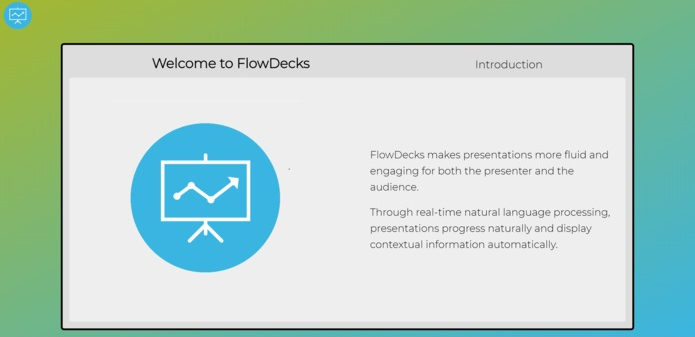 Welcome to FlowDecks
Introduction
FlowDecks makes presentations more fluid and
engaging for both the presenter and the
audience.
Through real-time natural language processing,
presentations progress naturally and display
contextual information automatically.